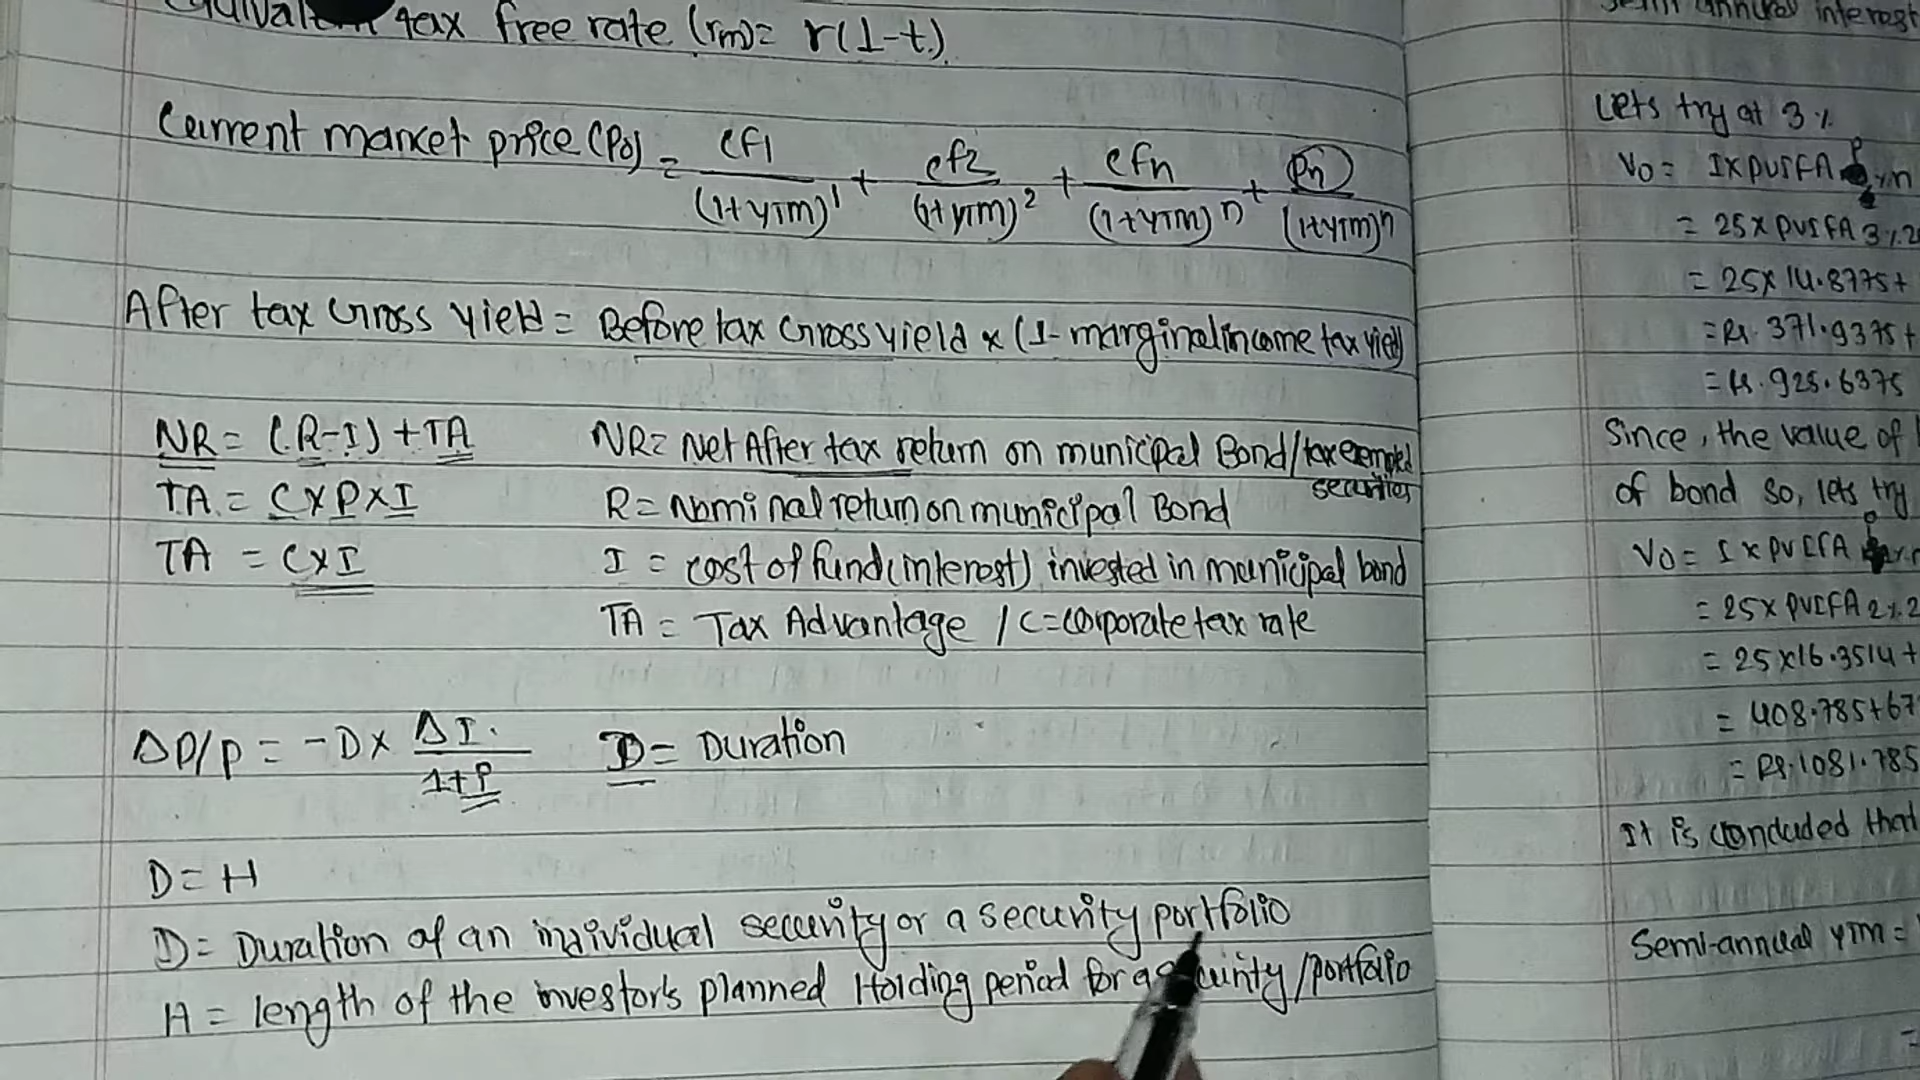 tax free rate (rm) = r(1-t)
Current market price (P0) = CF1/(1+YTM)^1 + CF2/(1+YTM)^2 + CFn/(1+YTM)^n + Pn/(1+YTM)^n
After tax Gross yield = Before tax Gross yield × (1- marginal income tax yield)
NR = (R-I) + TA NR = Net After tax return on municipal Bond/tax exempted securities
TA = C×P×I R = Nominal return on municipal Bond
TA = C×I I = cost of fund (interest) invested in municipal bond
TA = Tax Advantage / C = corporate tax rate
ΔP/P = -D × ΔI/1+P D = Duration
D = H
D = Duration of an individual security or a security portfolio
H = length of the investor's planned Holding period for a security/portfolio
Semi annual interest
Lets try at 3%
V0 = I×PVIFA
= 25×PVIFA 3%.2
= 25×14.8775+
= Rs. 371.9375+
= Rs. 925.6375
Since, the value of
of bond so, lets try
V0 = I×PVIFA
= 25×PVIFA 2%.2
= 25×16.3514+
= 408.785+67
= Rs.1081.785
It is concluded that
Semi-annual YTM =
=